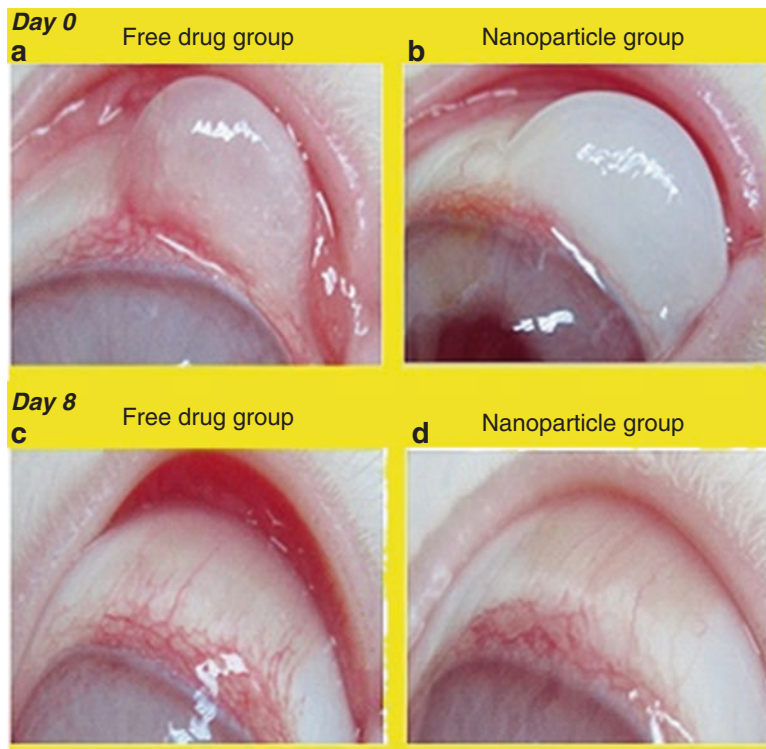 Day 0
a Free drug group
b Nanoparticle group
Day 8
c Free drug group
d Nanoparticle group